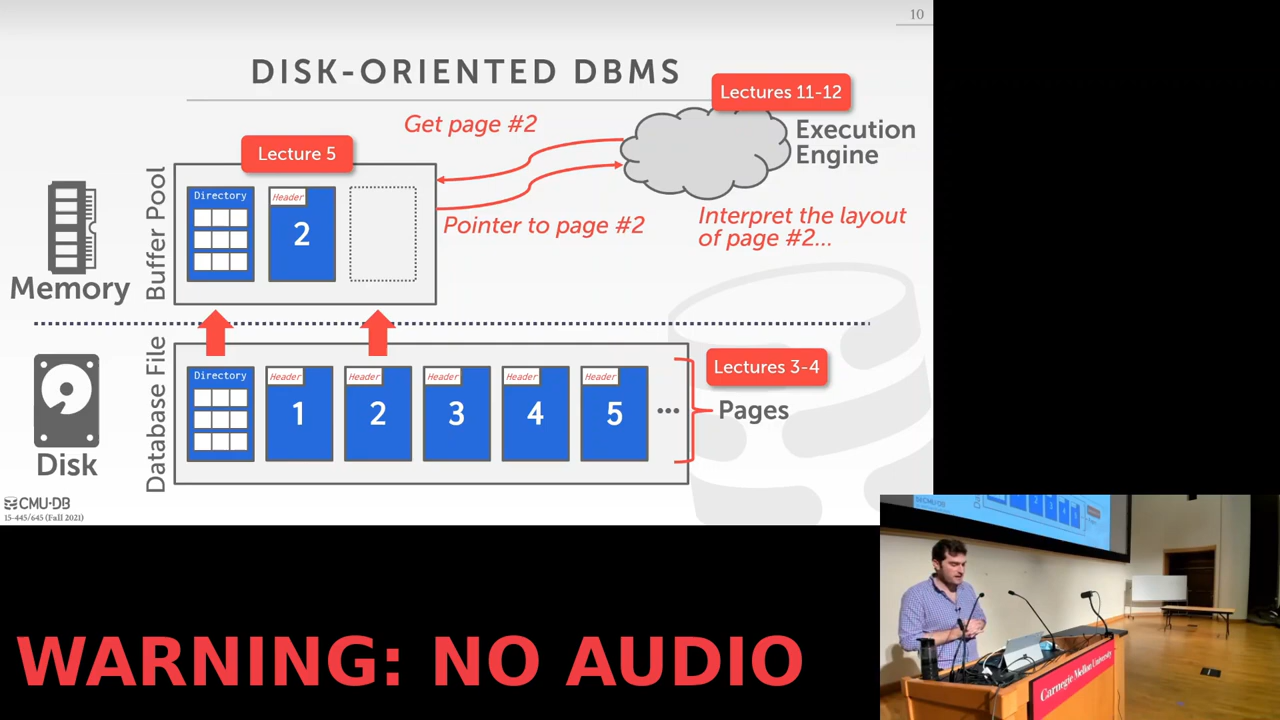 10
DISK-ORIENTED DBMS
Lectures 11-12
Get page #2
Execution
Engine
Lecture 5
Buffer Pool
Directory
Header
2
Pointer to page #2
Interpret the layout
of page #2...
Memory
Database File
Directory
Header
1
Header
2
Header
3
Header
4
Header
5
...
Lectures 3-4
Pages
Disk
CMU·DB
15-445/645 (Fall 2021)
WARNING: NO AUDIO
Carnegie Mellon University